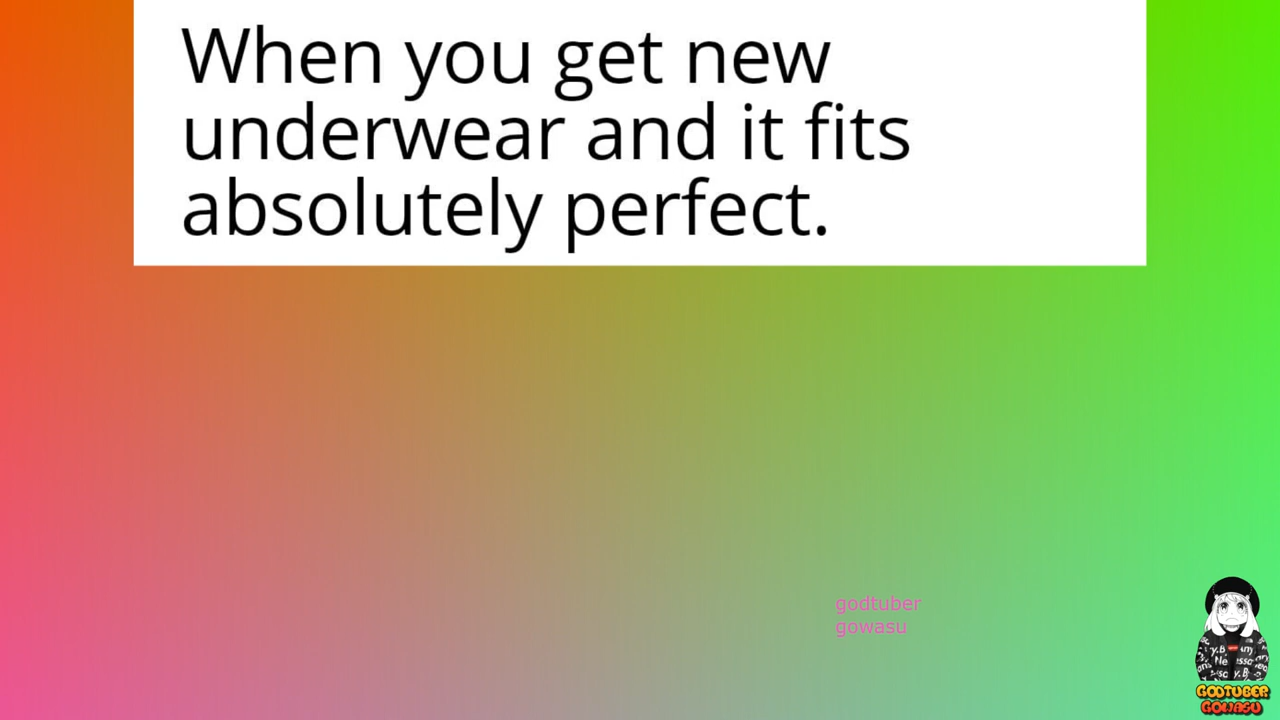 When you get new
underwear and it fits
absolutely perfect.
godtuber
gowasu
GODTUBER
GOWASU